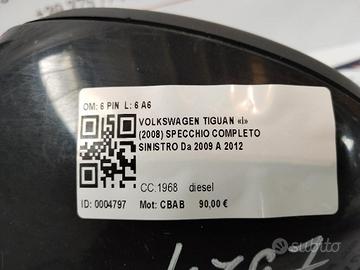 OM: 6 PIN L: 6 A6
VOLKSWAGEN TIGUAN «I»
(2008) SPECCHIO COMPLETO
SINISTRO Da 2009 A 2012
CC:1968 diesel
ID: 0004797 Mot: CBAB 90,00 €
subito